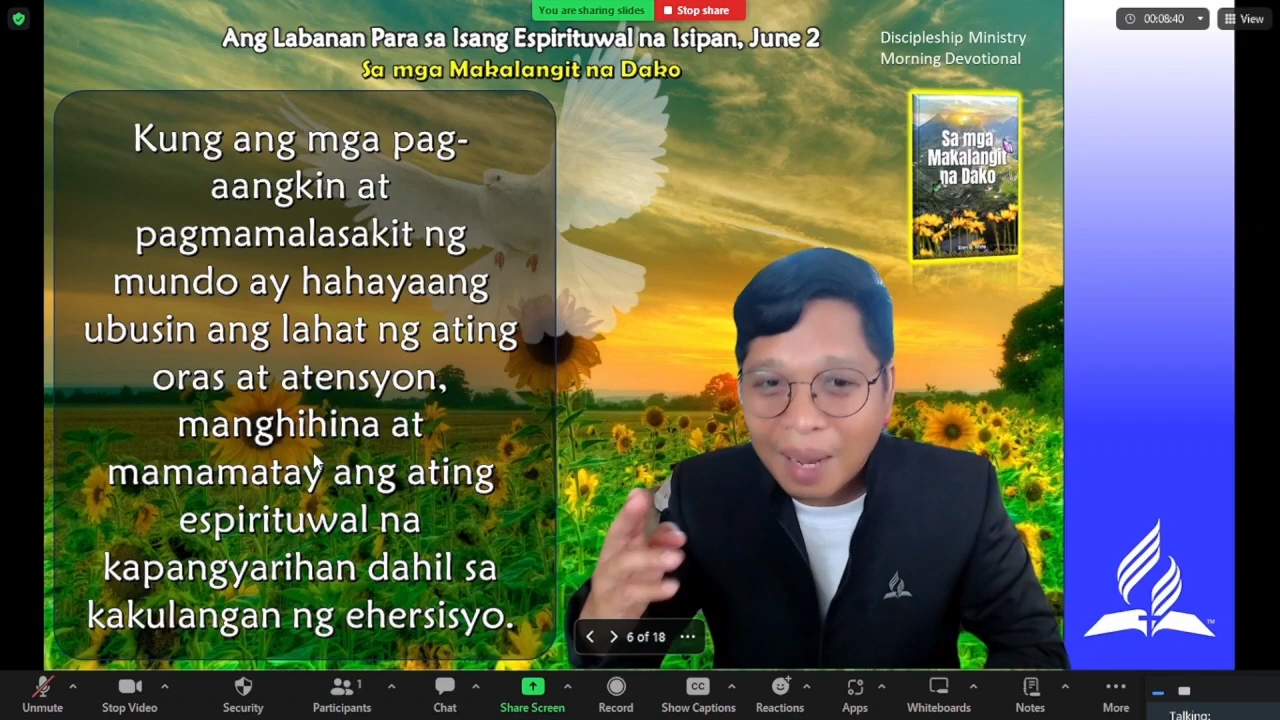 You are sharing slides
Stop share
00:08:40
View
Ang Labanan Para sa Isang Espirituwal na Isipan, June 2
Sa mga Makalangit na Dako
Discipleship Ministry
Morning Devotional
Sa mga
Makalangit
na Dako
Kung ang mga pag-
aangkin at
pagmamalasakit ng
mundo ay hahayaang
ubusin ang lahat ng ating
oras at atensyon,
manghihina at
mamamatay ang ating
espirituwal na
kapangyarihan dahil sa
kakulangan ng ehersisyo.
6 of 18
TM
Unmute
Stop Video
Security
1
Participants
Chat
Share Screen
Record
CC
Show Captions
Reactions
Apps
Whiteboards
Notes
More
Talking: